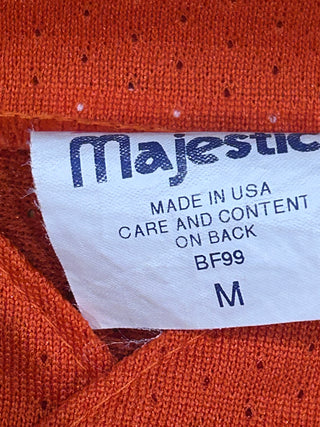 Majestic
MADE IN USA
CARE AND CONTENT
ON BACK
BF99
M